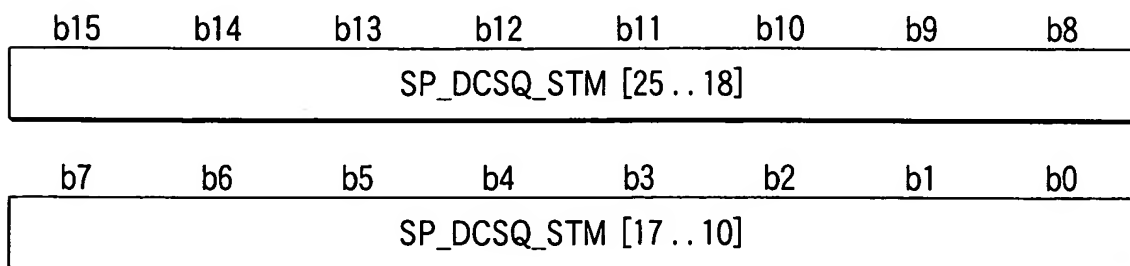 b15 b14 b13 b12 b11 b10 b9 b8
SP_DCSQ_STM [25 . . 18]
b7 b6 b5 b4 b3 b2 b1 b0
SP_DCSQ_STM [17 . . 10]